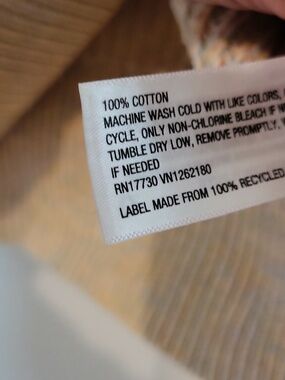 100% COTTON
MACHINE WASH COLD WITH LIKE COLORS,
CYCLE, ONLY NON-CHLORINE BLEACH IF
TUMBLE DRY LOW, REMOVE PROMPTLY.
IF NEEDED
RN17730 VN1262180
LABEL MADE FROM 100% RECYCLED